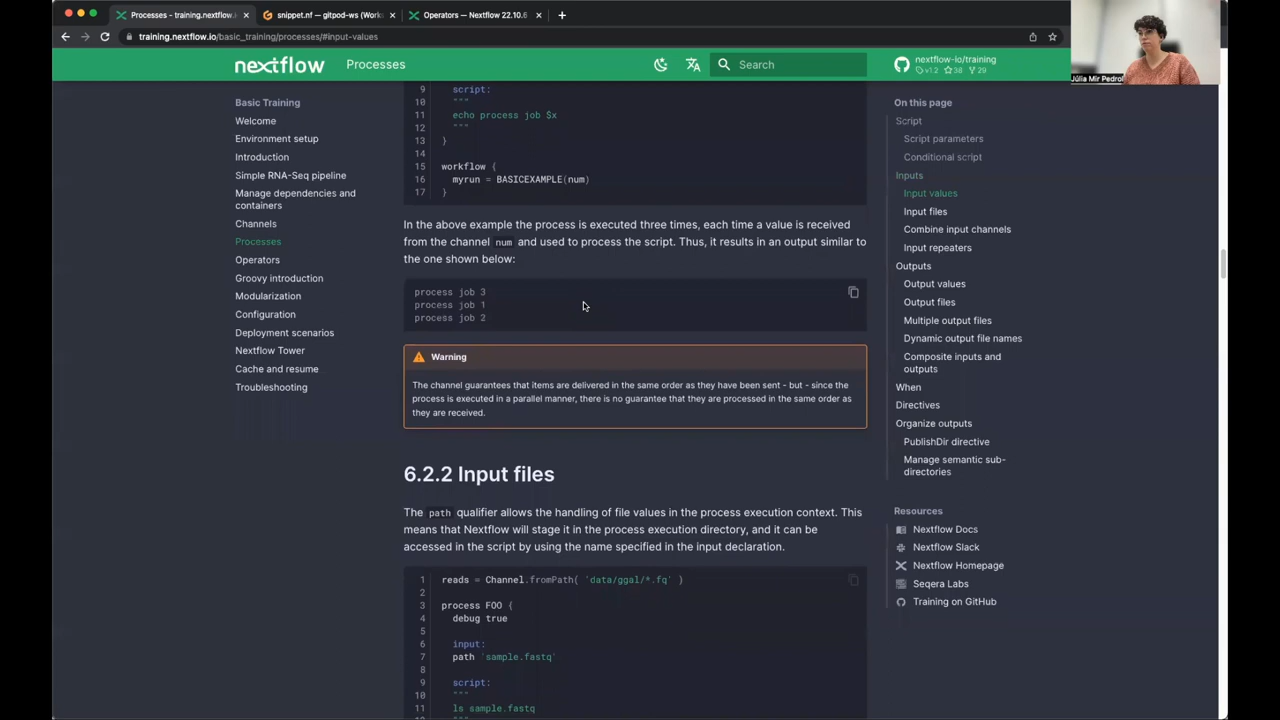 Processes - training.nextflow.
snippet.nf — gitpod-ws (Works
Operators — Nextflow 22.10.6
training.nextflow.io/basic_training/processes/#input-values
nextflow
Processes
Search
nextflow-io/training
v1.2 38 29
Júlia Mir Pedrol
Basic Training
Welcome
Environment setup
Introduction
Simple RNA-Seq pipeline
Manage dependencies and
containers
Channels
Processes
Operators
Groovy introduction
Modularization
Configuration
Deployment scenarios
Nextflow Tower
Cache and resume
Troubleshooting
9 script:
10 """
11 echo process job $x
12 """
13 }
14
15 workflow {
16 myrun = BASICEXAMPLE(num)
17 }
In the above example the process is executed three times, each time a value is received
from the channel num and used to process the script. Thus, it results in an output similar to
the one shown below:
process job 3
process job 1
process job 2
Warning
The channel guarantees that items are delivered in the same order as they have been sent - but - since the
process is executed in a parallel manner, there is no guarantee that they are processed in the same order as
they are received.
6.2.2 Input files
The path qualifier allows the handling of file values in the process execution context. This
means that Nextflow will stage it in the process execution directory, and it can be
accessed in the script by using the name specified in the input declaration.
1 reads = Channel.fromPath( 'data/ggal/*.fq' )
2
3 process FOO {
4 debug true
5
6 input:
7 path 'sample.fastq'
8
9 script:
10 """
11 ls sample.fastq
On this page
Script
Script parameters
Conditional script
Inputs
Input values
Input files
Combine input channels
Input repeaters
Outputs
Output values
Output files
Multiple output files
Dynamic output file names
Composite inputs and
outputs
When
Directives
Organize outputs
PublishDir directive
Manage semantic sub-
directories
Resources
Nextflow Docs
Nextflow Slack
Nextflow Homepage
Seqera Labs
Training on GitHub